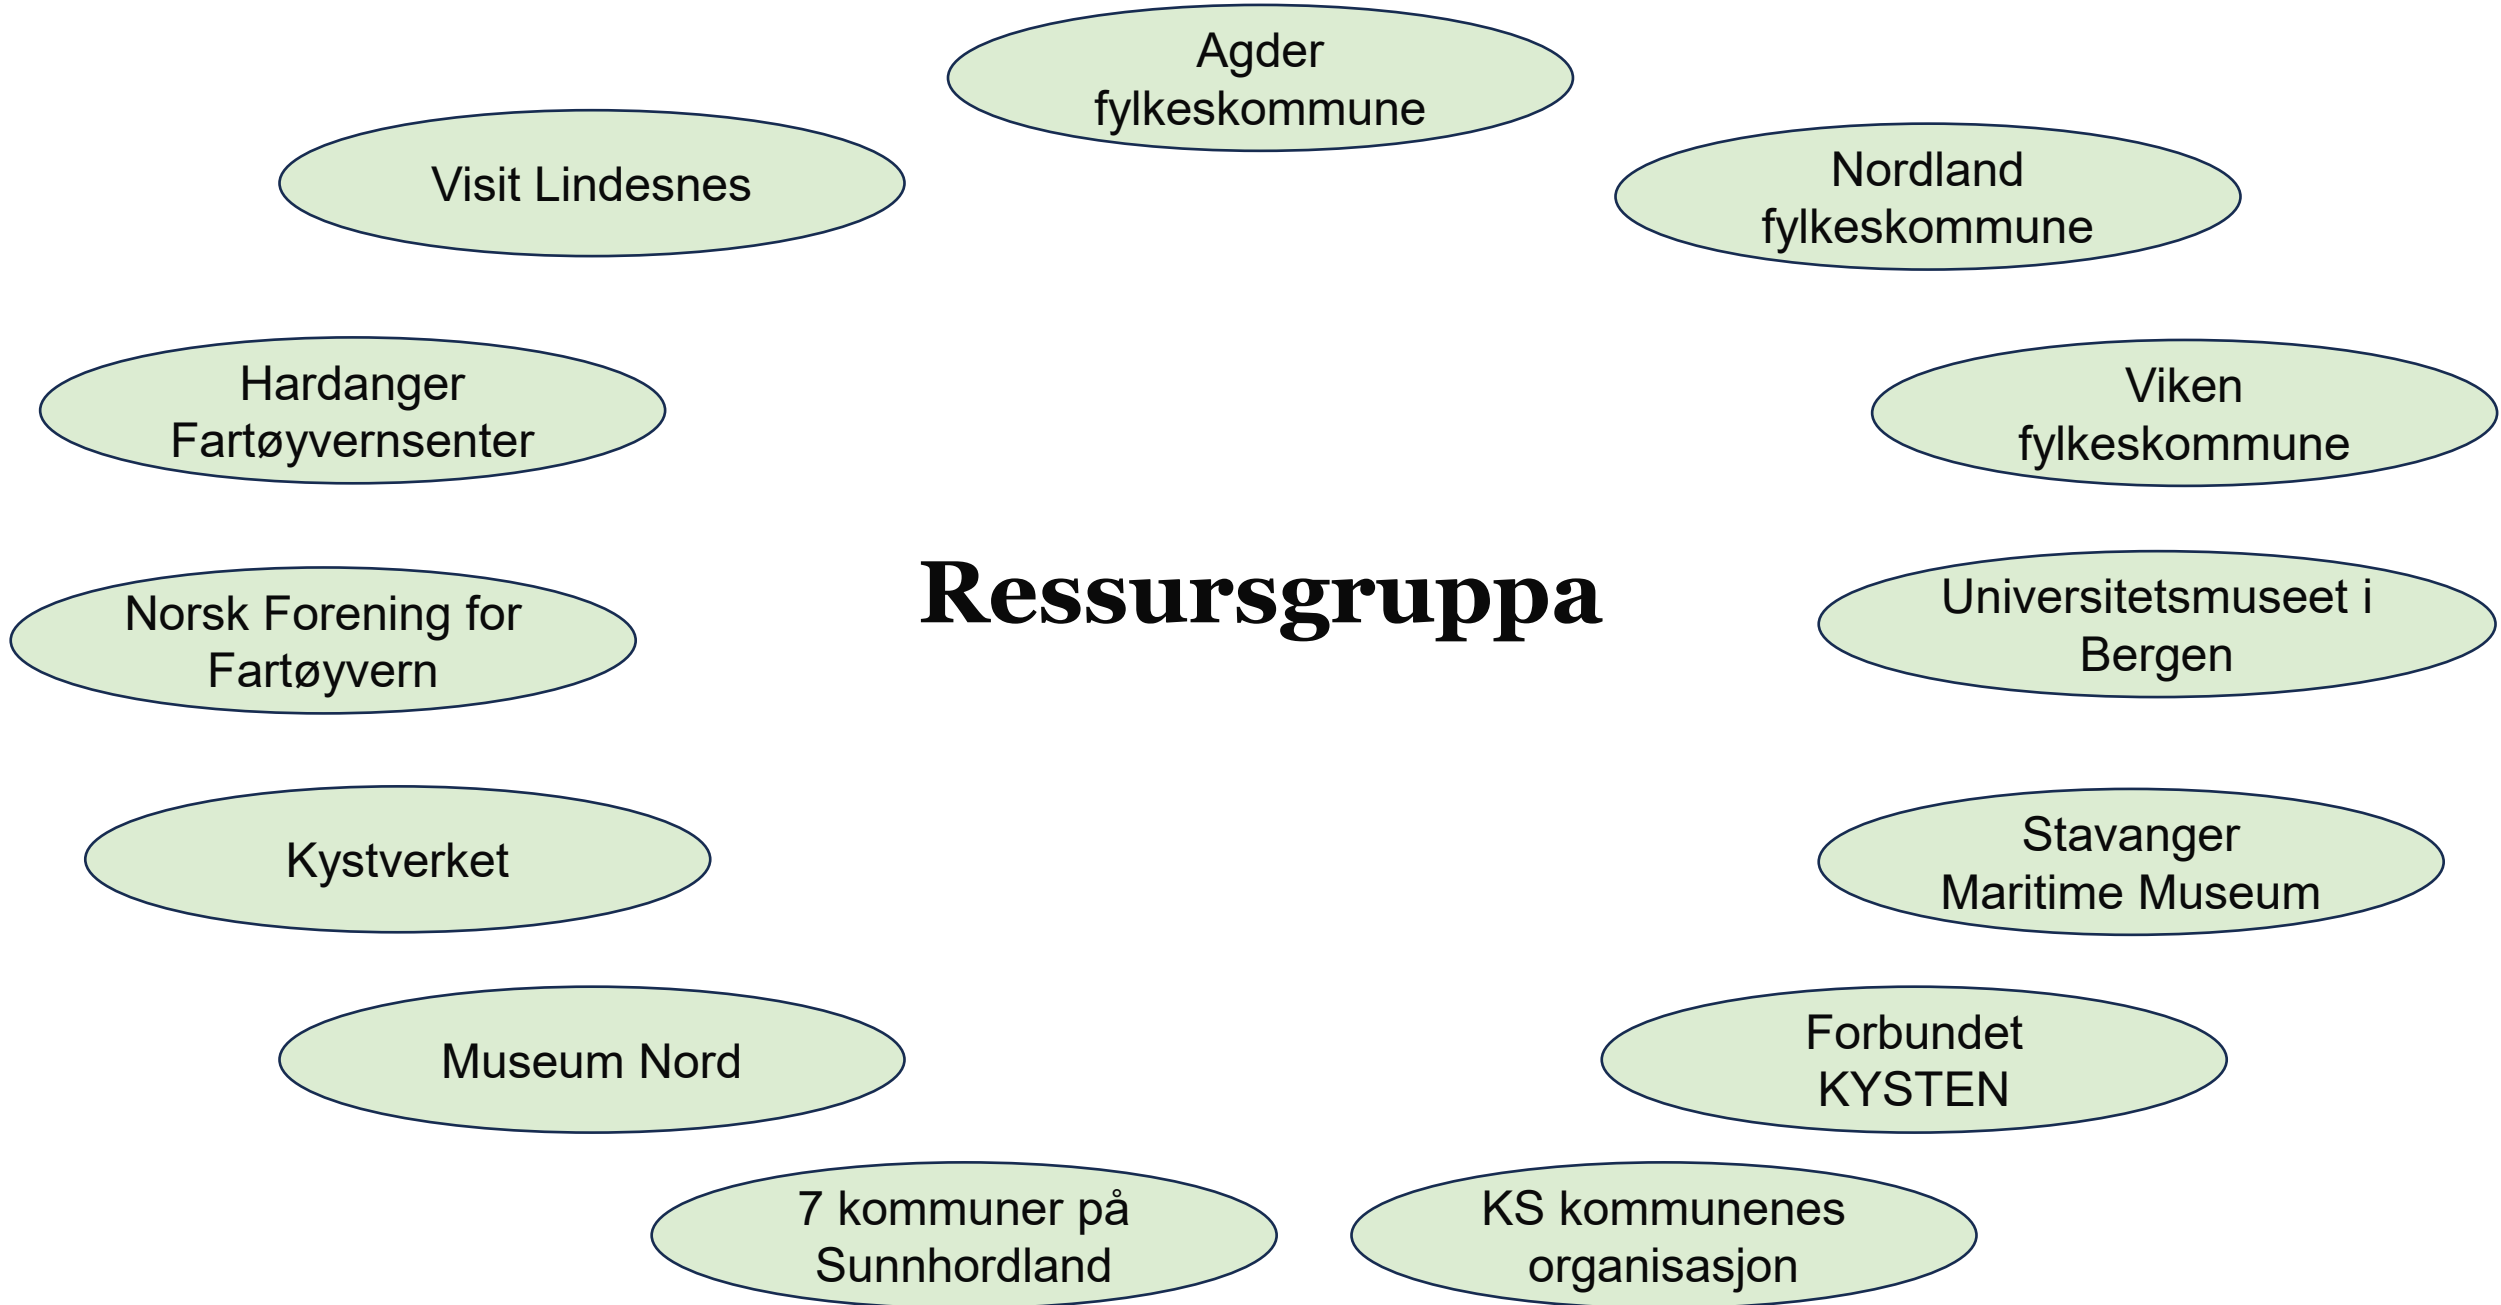 Agder
fylkeskommune
Visit Lindesnes
Nordland
fylkeskommune
Hardanger
Fartøyvernsenter
Viken
fylkeskommune
Ressursgruppa
Norsk Forening for
Fartøyvern
Universitetsmuseet i
Bergen
Kystverket
Stavanger
Maritime Museum
Museum Nord
Forbundet
KYSTEN
7 kommuner på
Sunnhordland
KS kommunenes
organisasjon